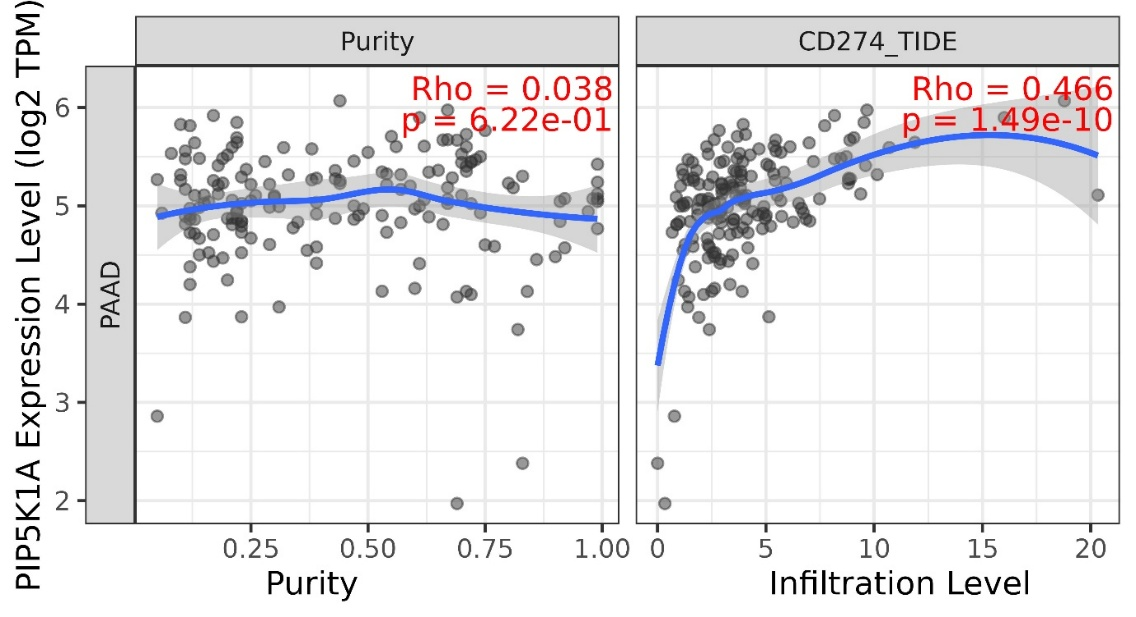 Purity
CD274_TIDE
PIP5K1A Expression Level (log2 TPM)
PAAD
Rho = 0.038
p = 6.22e-01
Rho = 0.466
p = 1.49e-10
6
5
4
3
2
0.25 0.50 0.75 1.00
0 5 10 15 20
Purity
Infiltration Level